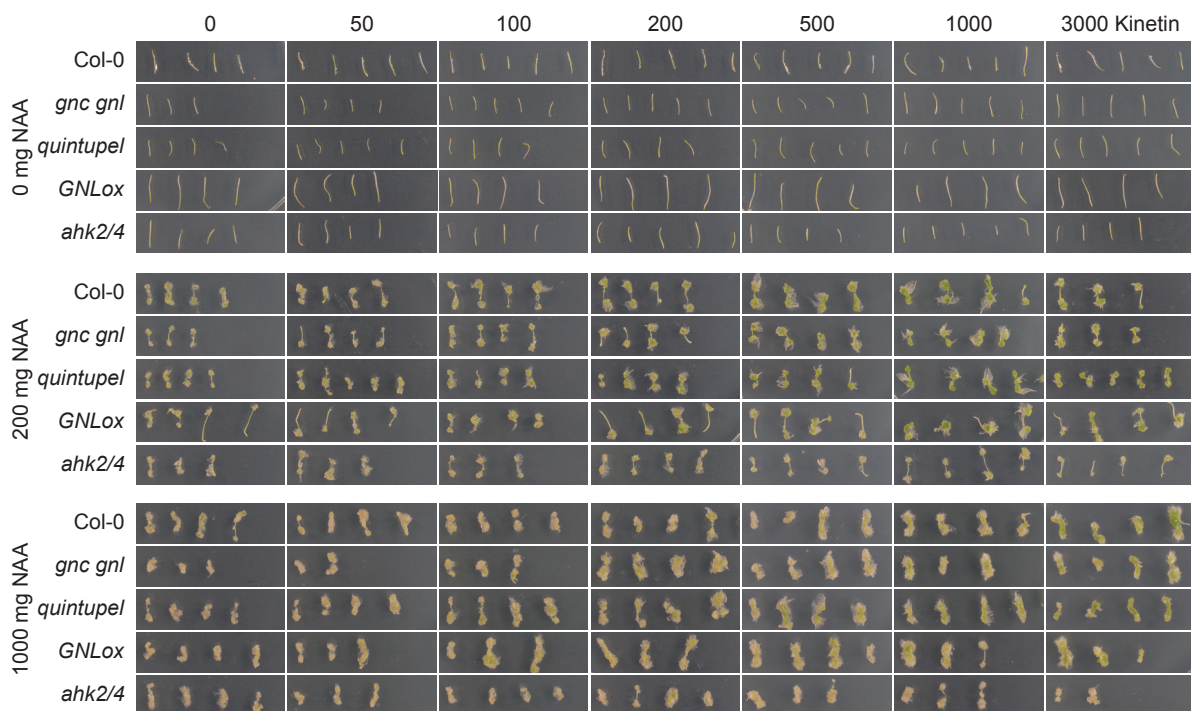 0 50 100 200 500 1000 3000 Kinetin
0 mg NAA
Col-0
gnc gnl
quintupel
GNLox
ahk2/4
200 mg NAA
Col-0
gnc gnl
quintupel
GNLox
ahk2/4
1000 mg NAA
Col-0
gnc gnl
quintupel
GNLox
ahk2/4